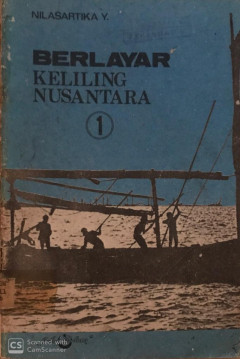 NILASARTIKA Y.
BERLAYAR
KELILING
NUSANTARA
1
CS Scanned with
CamScanner